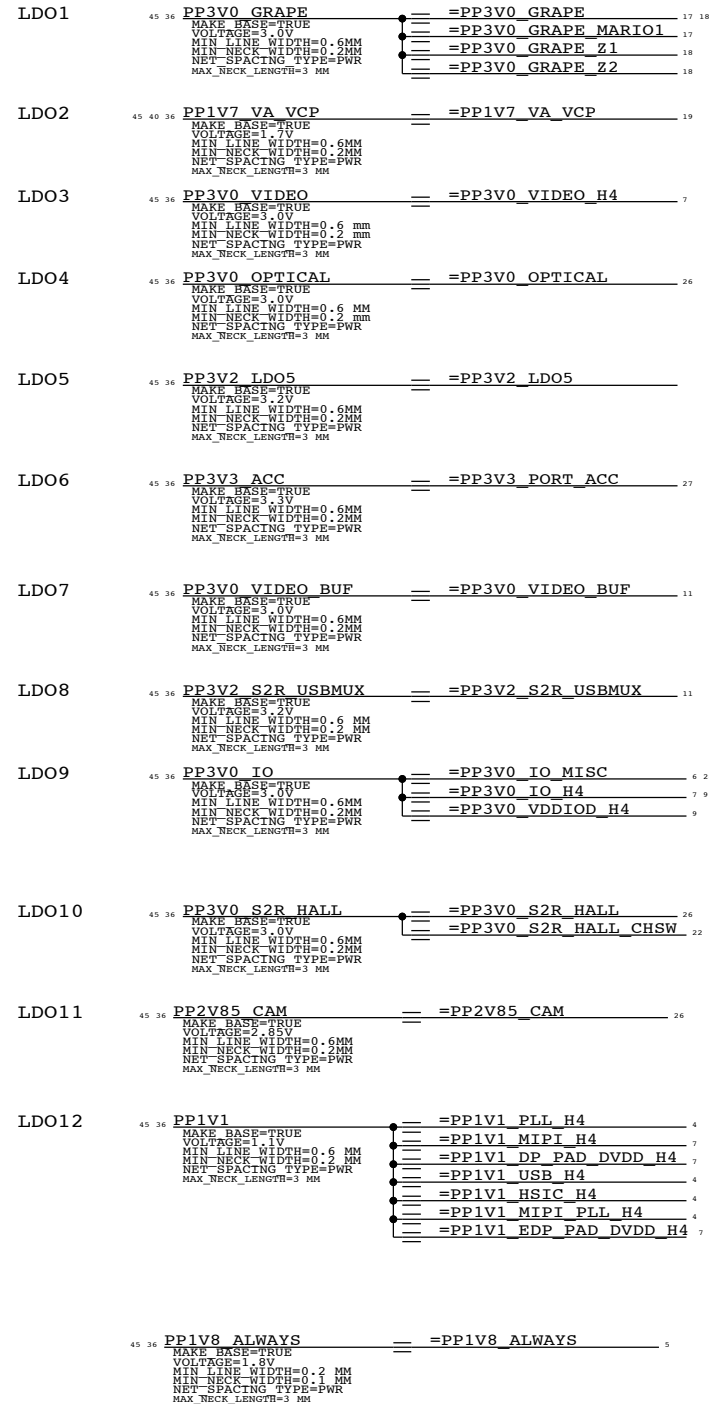 LDO1 45 36 PP3V0_GRAPE =PP3V0_GRAPE 17 18
MAKE_BASE=TRUE =PP3V0_GRAPE_MARIO1 17
VOLTAGE=3.0V
MIN_LINE_WIDTH=0.6MM =PP3V0_GRAPE_Z1 18
MIN_NECK_WIDTH=0.2MM
NET_SPACING_TYPE=PWR =PP3V0_GRAPE_Z2 18
MAX_NECK_LENGTH=3 MM
LDO2 45 40 36 PP1V7_VA_VCP =PP1V7_VA_VCP 19
MAKE_BASE=TRUE
VOLTAGE=1.7V
MIN_LINE_WIDTH=0.6MM
MIN_NECK_WIDTH=0.2MM
NET_SPACING_TYPE=PWR
MAX_NECK_LENGTH=3 MM
LDO3 45 36 PP3V0_VIDEO =PP3V0_VIDEO_H4 7
MAKE_BASE=TRUE
VOLTAGE=3.0V
MIN_LINE_WIDTH=0.6 mm
MIN_NECK_WIDTH=0.2 mm
NET_SPACING_TYPE=PWR
MAX_NECK_LENGTH=3 MM
LDO4 45 36 PP3V0_OPTICAL =PP3V0_OPTICAL 26
MAKE_BASE=TRUE
VOLTAGE=3.0V
MIN_LINE_WIDTH=0.6 MM
MIN_NECK_WIDTH=0.2 mm
NET_SPACING_TYPE=PWR
MAX_NECK_LENGTH=3 MM
LDO5 45 36 PP3V2_LDO5 =PP3V2_LDO5
MAKE_BASE=TRUE
VOLTAGE=3.2V
MIN_LINE_WIDTH=0.6MM
MIN_NECK_WIDTH=0.2MM
NET_SPACING_TYPE=PWR
MAX_NECK_LENGTH=3 MM
LDO6 45 36 PP3V3_ACC =PP3V3_PORT_ACC 27
MAKE_BASE=TRUE
VOLTAGE=3.3V
MIN_LINE_WIDTH=0.6MM
MIN_NECK_WIDTH=0.2MM
NET_SPACING_TYPE=PWR
MAX_NECK_LENGTH=3 MM
LDO7 45 36 PP3V0_VIDEO_BUF =PP3V0_VIDEO_BUF 11
MAKE_BASE=TRUE
VOLTAGE=3.0V
MIN_LINE_WIDTH=0.6MM
MIN_NECK_WIDTH=0.2MM
NET_SPACING_TYPE=PWR
MAX_NECK_LENGTH=3 MM
LDO8 45 36 PP3V2_S2R_USBMUX =PP3V2_S2R_USBMUX 11
MAKE_BASE=TRUE
VOLTAGE=3.2V
MIN_LINE_WIDTH=0.6 MM
MIN_NECK_WIDTH=0.2 MM
NET_SPACING_TYPE=PWR
MAX_NECK_LENGTH=3 MM
LDO9 45 36 PP3V0_IO =PP3V0_IO_MISC 6 2
MAKE_BASE=TRUE
VOLTAGE=3.0V =PP3V0_IO_H4 7 9
MIN_LINE_WIDTH=0.6MM
MIN_NECK_WIDTH=0.2MM =PP3V0_VDDIOD_H4 9
NET_SPACING_TYPE=PWR
MAX_NECK_LENGTH=3 MM
LDO10 45 36 PP3V0_S2R_HALL =PP3V0_S2R_HALL 26
MAKE_BASE=TRUE =PP3V0_S2R_HALL_CHSW 22
VOLTAGE=3.0V
MIN_LINE_WIDTH=0.6MM
MIN_NECK_WIDTH=0.2MM
NET_SPACING_TYPE=PWR
MAX_NECK_LENGTH=3 MM
LDO11 45 36 PP2V85_CAM =PP2V85_CAM 26
MAKE_BASE=TRUE
VOLTAGE=2.85V
MIN_LINE_WIDTH=0.6MM
MIN_NECK_WIDTH=0.2MM
NET_SPACING_TYPE=PWR
MAX_NECK_LENGTH=3 MM
LDO12 45 36 PP1V1 =PP1V1_PLL_H4 4
MAKE_BASE=TRUE
VOLTAGE=1.1V =PP1V1_MIPI_H4 7
MIN_LINE_WIDTH=0.6 MM
MIN_NECK_WIDTH=0.2 MM =PP1V1_DP_PAD_DVDD_H4 7
NET_SPACING_TYPE=PWR
MAX_NECK_LENGTH=3 MM =PP1V1_USB_H4 4
=PP1V1_HSIC_H4 4
=PP1V1_MIPI_PLL_H4 4
=PP1V1_EDP_PAD_DVDD_H4 7
45 36 PP1V8_ALWAYS =PP1V8_ALWAYS 5
MAKE_BASE=TRUE
VOLTAGE=1.8V
MIN_LINE_WIDTH=0.2 MM
MIN_NECK_WIDTH=0.1 MM
NET_SPACING_TYPE=PWR
MAX_NECK_LENGTH=3 MM